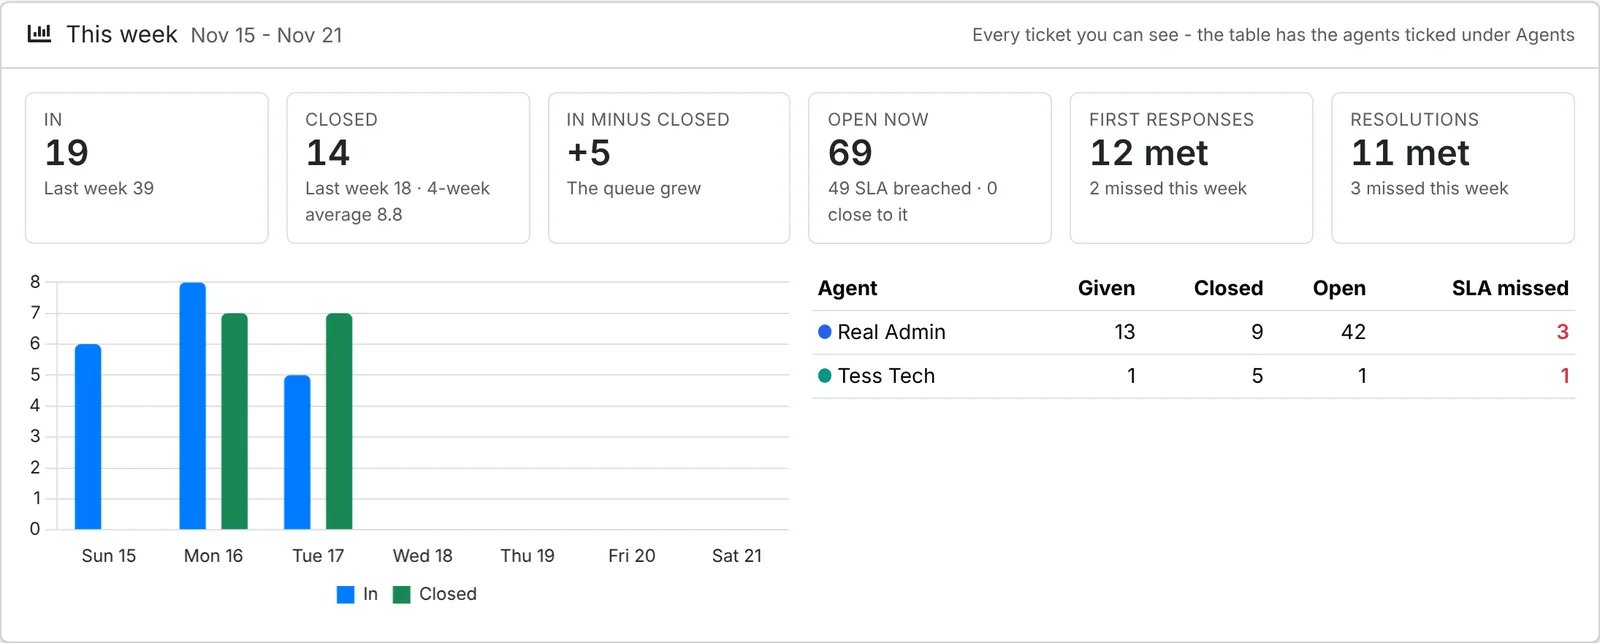 This week Nov 15 - Nov 21
Every ticket you can see - the table has the agents ticked under Agents
IN
19
Last week 39
CLOSED
14
Last week 18 · 4-week
average 8.8
IN MINUS CLOSED
+5
The queue grew
OPEN NOW
69
49 SLA breached · 0
close to it
FIRST RESPONSES
12 met
2 missed this week
RESOLUTIONS
11 met
3 missed this week
8
7
6
5
4
3
2
1
0
Sun 15 Mon 16 Tue 17 Wed 18 Thu 19 Fri 20 Sat 21
In Closed
Agent Given Closed Open SLA missed
Real Admin 13 9 42 3
Tess Tech 1 5 1 1